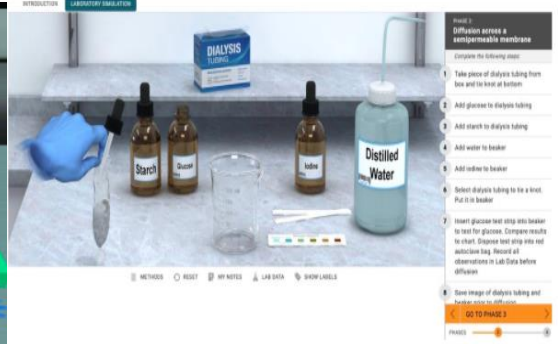 INTRODUCTION
LABORATORY SIMULATION
PHASE 2:
Diffusion across a
semipermeable membrane
Complete the following steps:
1 Take piece of dialysis tubing from
box and tie knot at bottom
2 Add glucose to dialysis tubing
3 Add starch to dialysis tubing
4 Add water to beaker
5 Add iodine to beaker
6 Select dialysis tubing to tie a knot.
Put it in beaker
7 Insert glucose test strip into beaker
to test for glucose. Compare results
to chart. Dispose test strip into red
autoclave bag. Record all
observations in Lab Data before
diffusion
8 Save image of dialysis tubing and
beaker prior to diffusion
GO TO PHASE 3
PHASES
2
3
DIALYSIS
TUBING
Starch
Glucose
Iodine
Distilled
Water
METHODS
RESET
MY NOTES
LAB DATA
SHOW LABELS